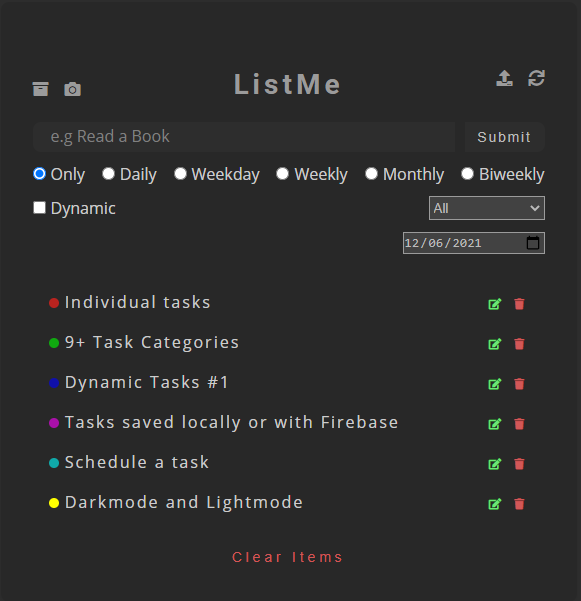 ListMe
e.g Read a Book
Submit
Only Daily Weekday Weekly Monthly Biweekly
Dynamic
All
12/06/2021
Individual tasks
9+ Task Categories
Dynamic Tasks #1
Tasks saved locally or with Firebase
Schedule a task
Darkmode and Lightmode
Clear Items